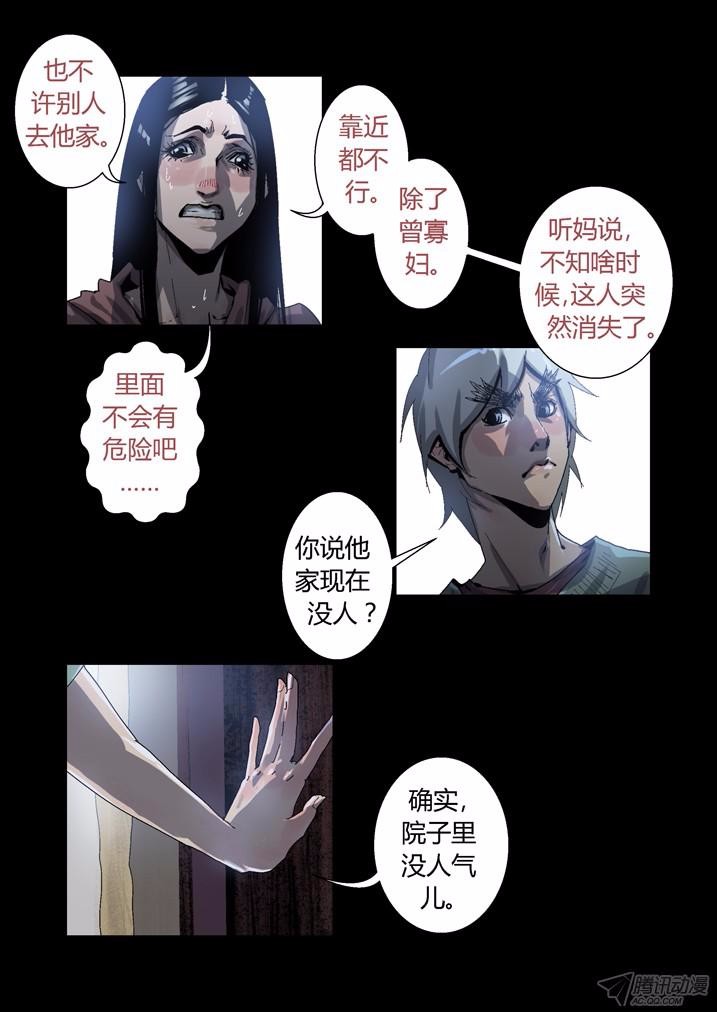 也不
许别人
去他家。
靠近
都不
行。
除了
曾寡
妇。
听妈说，
不知啥时
候，这人突
然消失了。
里面
不会有
危险吧
……
你说他
家现在
没人？
确实，
院子里
没人气
儿。
腾讯动漫
AC.QQ.COM